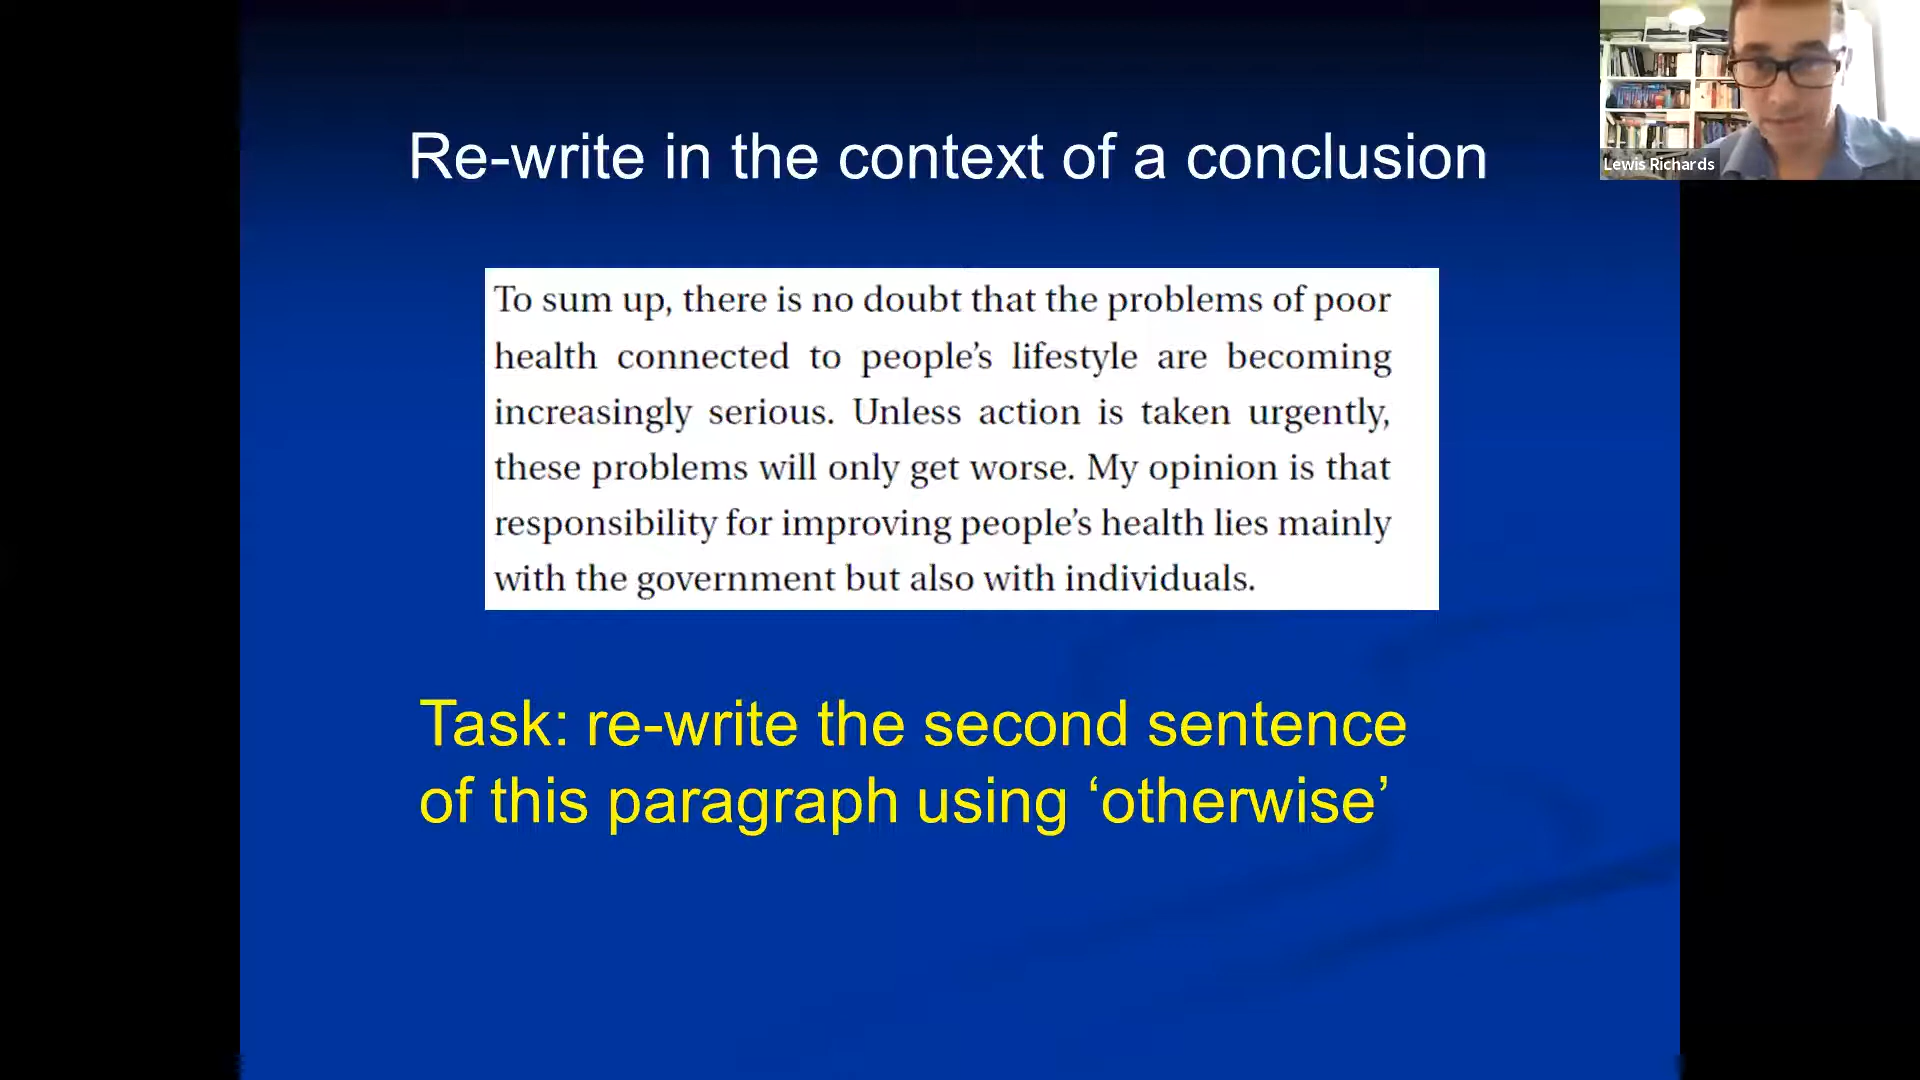 Re-write in the context of a conclusion
Lewis Richards
To sum up, there is no doubt that the problems of poor
health connected to people’s lifestyle are becoming
increasingly serious. Unless action is taken urgently,
these problems will only get worse. My opinion is that
responsibility for improving people’s health lies mainly
with the government but also with individuals.
Task: re-write the second sentence
of this paragraph using ‘otherwise’